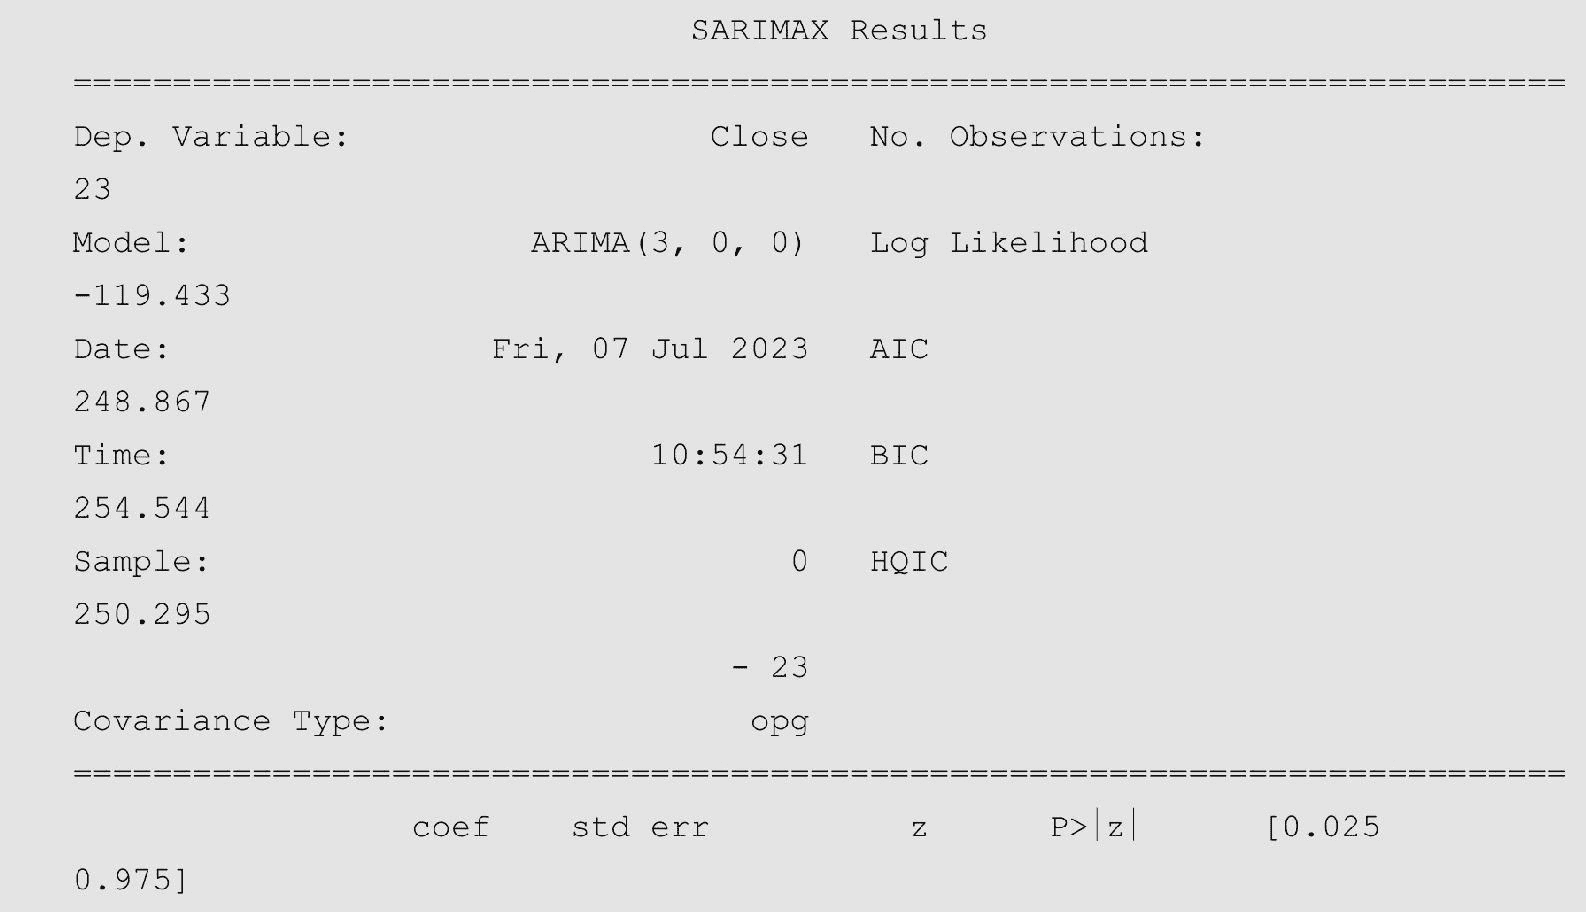 SARIMAX Results
===========================================================================
Dep. Variable: Close No. Observations:
23
Model: ARIMA(3, 0, 0) Log Likelihood
-119.433
Date: Fri, 07 Jul 2023 AIC
248.867
Time: 10:54:31 BIC
254.544
Sample: 0 HQIC
250.295
- 23
Covariance Type: opg
===========================================================================
coef std err z P>|z| [0.025
0.975]